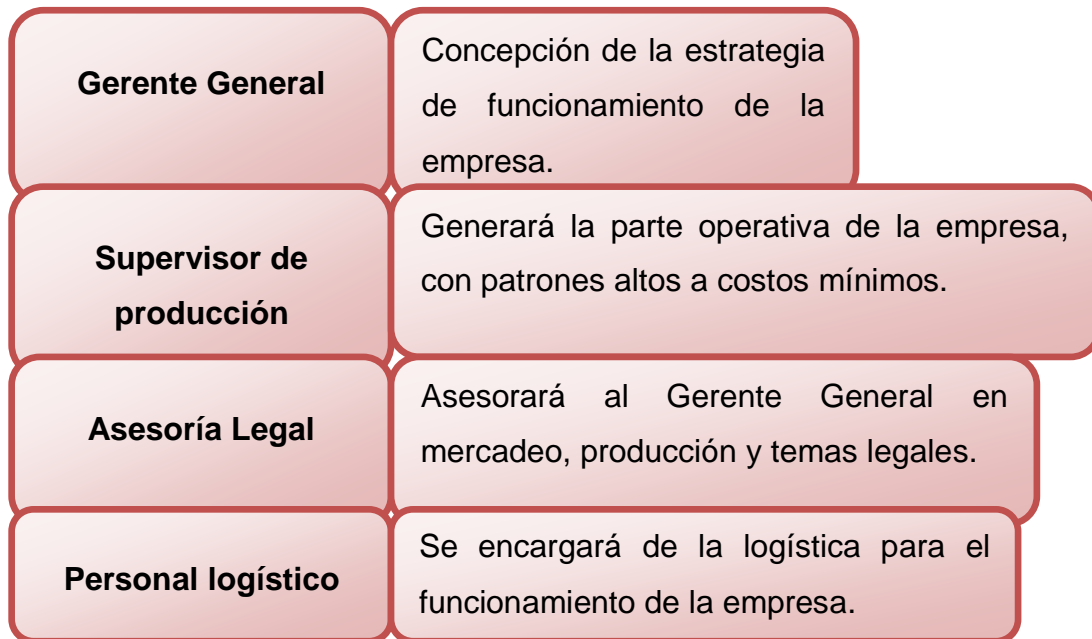 Gerente General
Concepción de la estrategia
de funcionamiento de la
empresa.
Supervisor de
producción
Generará la parte operativa de la empresa,
con patrones altos a costos mínimos.
Asesoría Legal
Asesorará al Gerente General en
mercadeo, producción y temas legales.
Personal logístico
Se encargará de la logística para el
funcionamiento de la empresa.